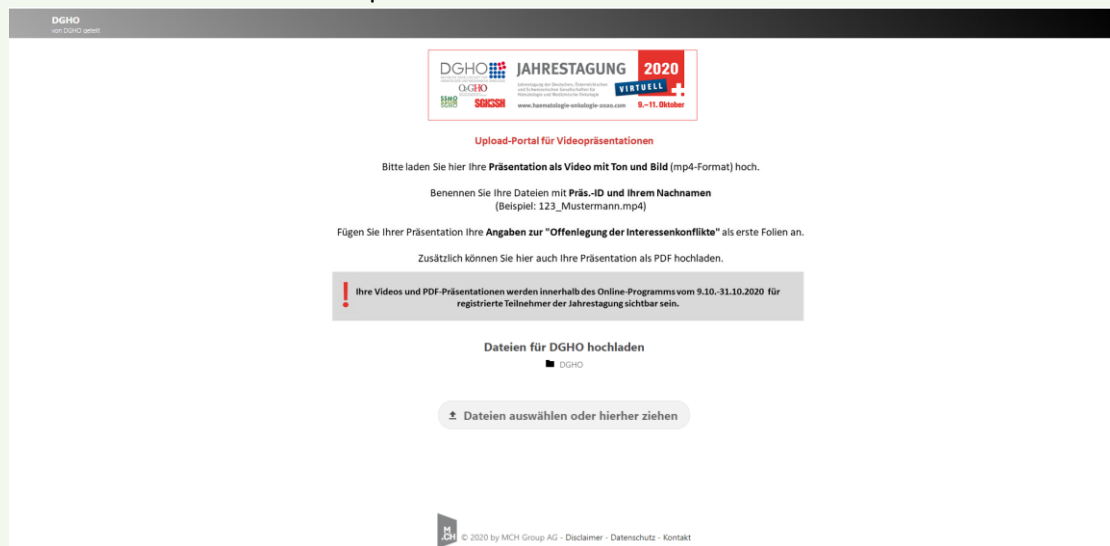 DGHO
von DGHO geteilt
DGHO
OeGHO
JAHRESTAGUNG
2020
VIRTUELL
SSMO
SGMO
SGH SSH
www.haematologie-onkologie-2020.com
9.–11. Oktober
Upload-Portal für Videopräsentationen
Bitte laden Sie hier Ihre Präsentation als Video mit Ton und Bild (mp4-Format) hoch.
Benennen Sie Ihre Dateien mit Präs.-ID und Ihrem Nachnamen
(Beispiel: 123_Mustermann.mp4)
Fügen Sie Ihrer Präsentation Ihre Angaben zur "Offenlegung der Interessenkonflikte" als erste Folien an.
Zusätzlich können Sie hier auch Ihre Präsentation als PDF hochladen.
! Ihre Videos und PDF-Präsentationen werden innerhalb des Online-Programms vom 9.10.-31.10.2020 für
registrierte Teilnehmer der Jahrestagung sichtbar sein.
Dateien für DGHO hochladen
DGHO
Dateien auswählen oder hierher ziehen
M
CH © 2020 by MCH Group AG - Disclaimer - Datenschutz - Kontakt